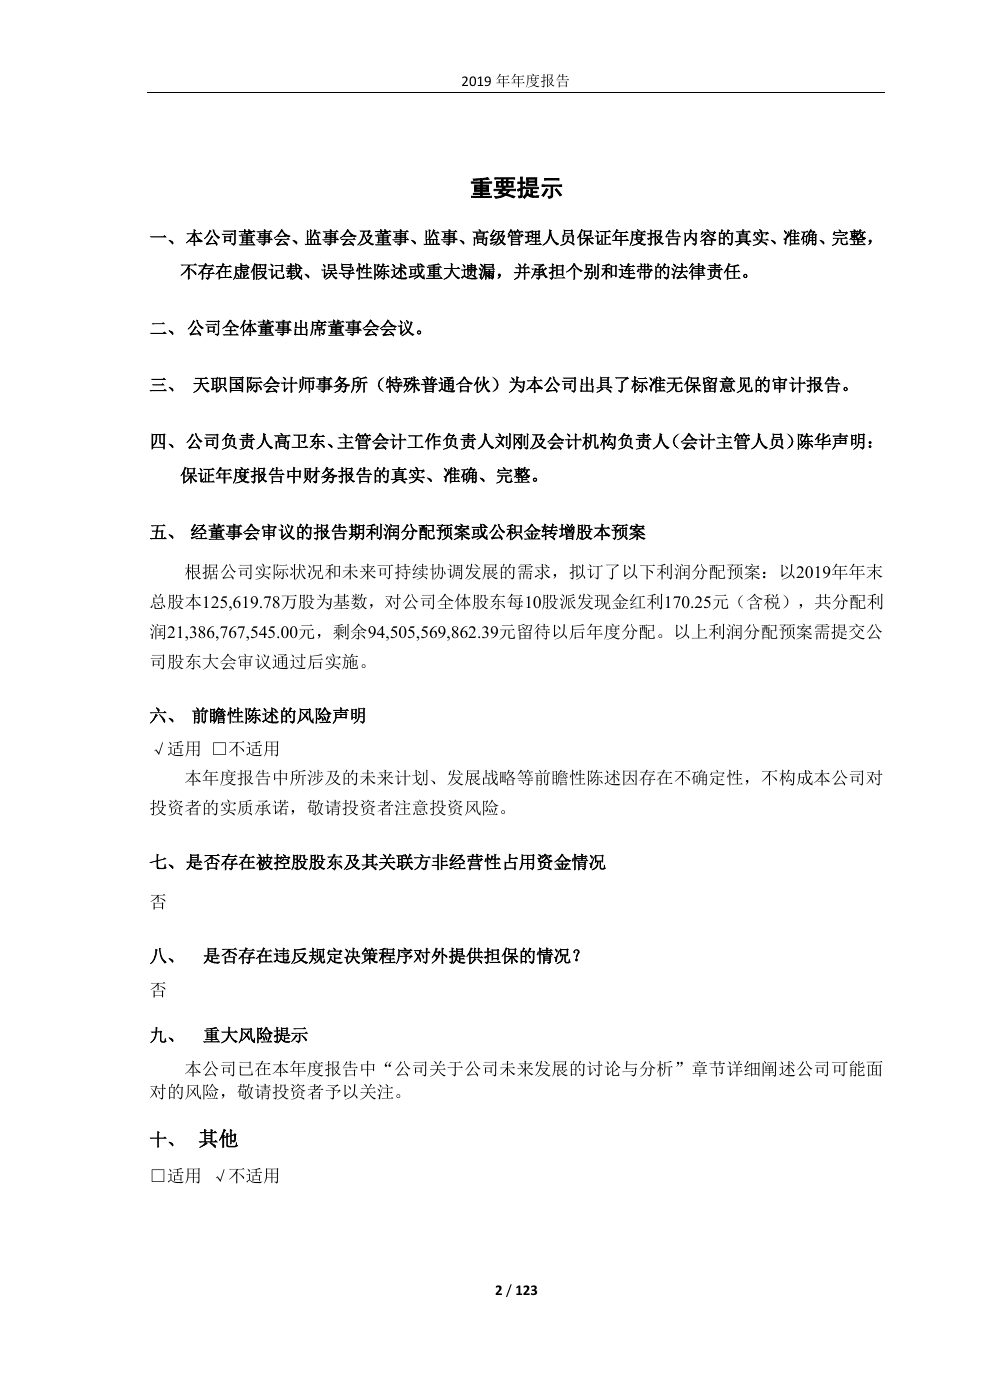 2019 年年度报告
重要提示
一、 本公司董事会、监事会及董事、监事、高级管理人员保证年度报告内容的真实、准确、完整，
不存在虚假记载、误导性陈述或重大遗漏，并承担个别和连带的法律责任。
二、 公司全体董事出席董事会会议。
三、 天职国际会计师事务所（特殊普通合伙）为本公司出具了标准无保留意见的审计报告。
四、 公司负责人高卫东、主管会计工作负责人刘刚及会计机构负责人（会计主管人员）陈华声明：
保证年度报告中财务报告的真实、准确、完整。
五、 经董事会审议的报告期利润分配预案或公积金转增股本预案
根据公司实际状况和未来可持续协调发展的需求，拟订了以下利润分配预案：以2019年年末
总股本125,619.78万股为基数，对公司全体股东每10股派发现金红利170.25元（含税），共分配利
润21,386,767,545.00元，剩余94,505,569,862.39元留待以后年度分配。以上利润分配预案需提交公
司股东大会审议通过后实施。
六、 前瞻性陈述的风险声明
√适用 □不适用
本年度报告中所涉及的未来计划、发展战略等前瞻性陈述因存在不确定性，不构成本公司对
投资者的实质承诺，敬请投资者注意投资风险。
七、是否存在被控股股东及其关联方非经营性占用资金情况
否
八、 是否存在违反规定决策程序对外提供担保的情况？
否
九、 重大风险提示
本公司已在本年度报告中“公司关于公司未来发展的讨论与分析”章节详细阐述公司可能面
对的风险，敬请投资者予以关注。
十、 其他
□适用 √不适用
2 / 123